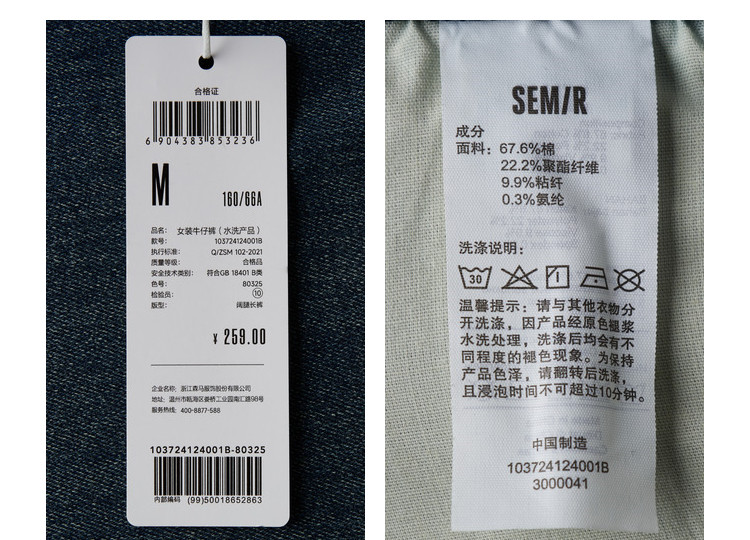 合格证
6 904383 853236
M
160/66A
品名: 女装牛仔裤(水洗产品)
款号: 103724124001B
执行标准: Q/ZSM 102-2021
质量等级: 合格品
安全技术类别: 符合GB 18401 B类
色号: 80325
检验员: ⑩
版型: 阔腿长裤
¥ 259.00
企业名称: 浙江森马服饰股份有限公司
地址: 温州市瓯海区娄桥工业园南汇路98号
服务热线: 400-8877-588
103724124001B-80325
内部编码 (99)50018652863
SEMIR
成分
面料: 67.6%棉
22.2%聚酯纤维
9.9%粘纤
0.3%氨纶
洗涤说明:
30
温馨提示: 请与其他衣物分
开洗涤, 因产品经原色褪浆
水洗处理, 洗涤后均会有不
同程度的褪色现象。为保持
产品色泽, 请翻转后洗涤,
且浸泡时间不可超过10分钟。
中国制造
103724124001B
3000041